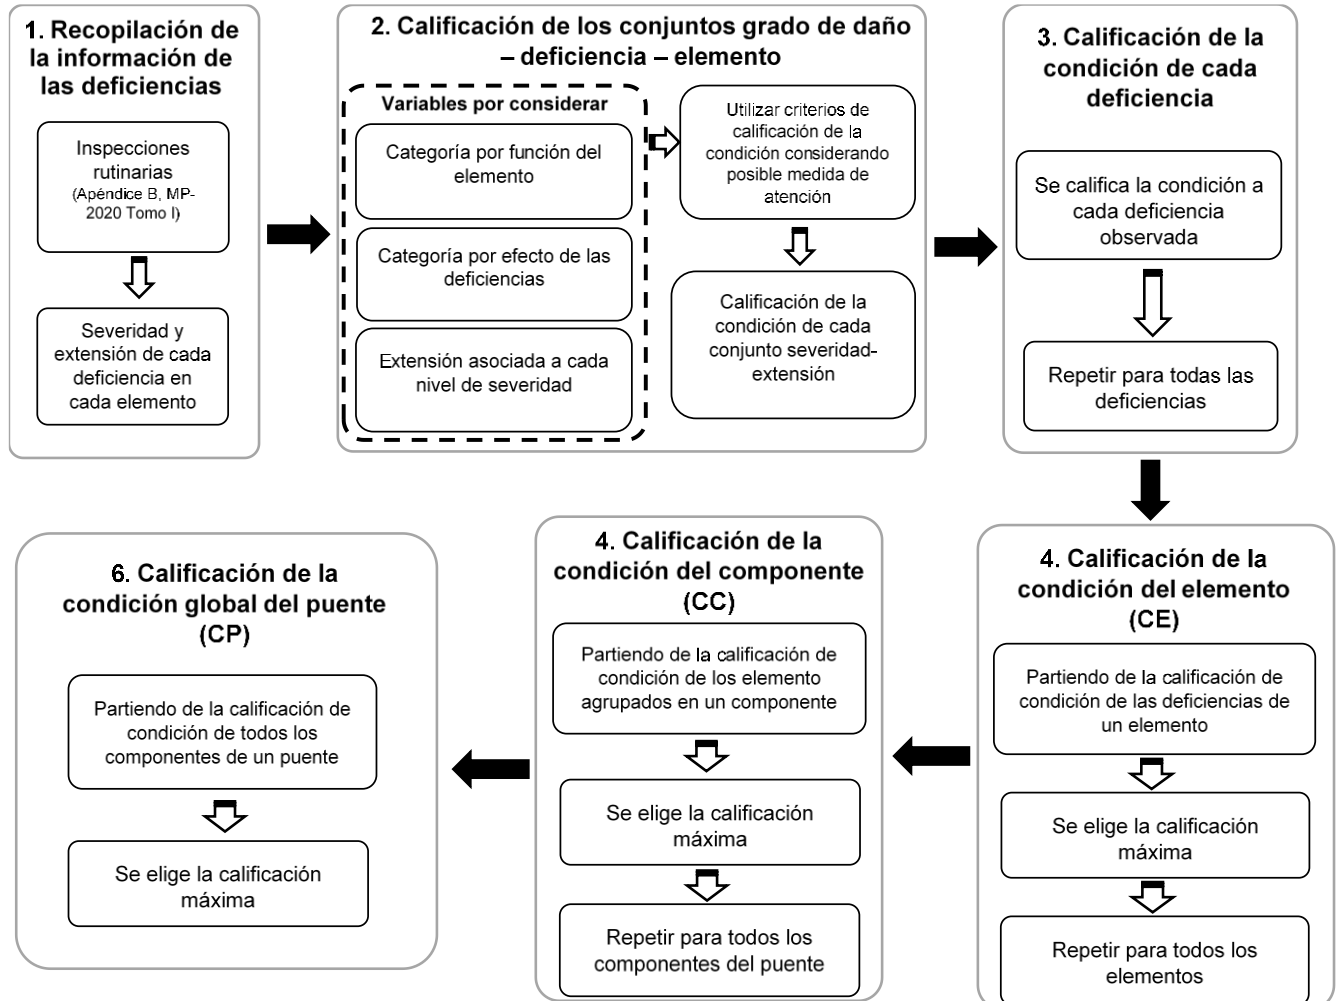 1. Recopilación de
la información de
las deficiencias
Inspecciones
rutinarias
(Apéndice B, MP-
2020 Tomo I)
Severidad y
extensión de cada
deficiencia en
cada elemento
2. Calificación de los conjuntos grado de daño
– deficiencia – elemento
Variables por considerar
Categoría por función del
elemento
Categoría por efecto de las
deficiencias
Extensión asociada a cada
nivel de severidad
Utilizar criterios de
calificación de la
condición considerando
posible medida de
atención
Calificación de la
condición de cada
conjunto severidad-
extensión
3. Calificación de la
condición de cada
deficiencia
Se califica la condición a
cada deficiencia
observada
Repetir para todas las
deficiencias
4. Calificación de la
condición del elemento
(CE)
Partiendo de la calificación de
condición de las deficiencias de
un elemento
Se elige la calificación
máxima
Repetir para todos los
elementos
4. Calificación de la
condición del componente
(CC)
Partiendo de la calificación de
condición de los elemento
agrupados en un componente
Se elige la calificación
máxima
Repetir para todos los
componentes del puente
6. Calificación de la
condición global del puente
(CP)
Partiendo de la calificación de
condición de todos los
componentes de un puente
Se elige la calificación
máxima